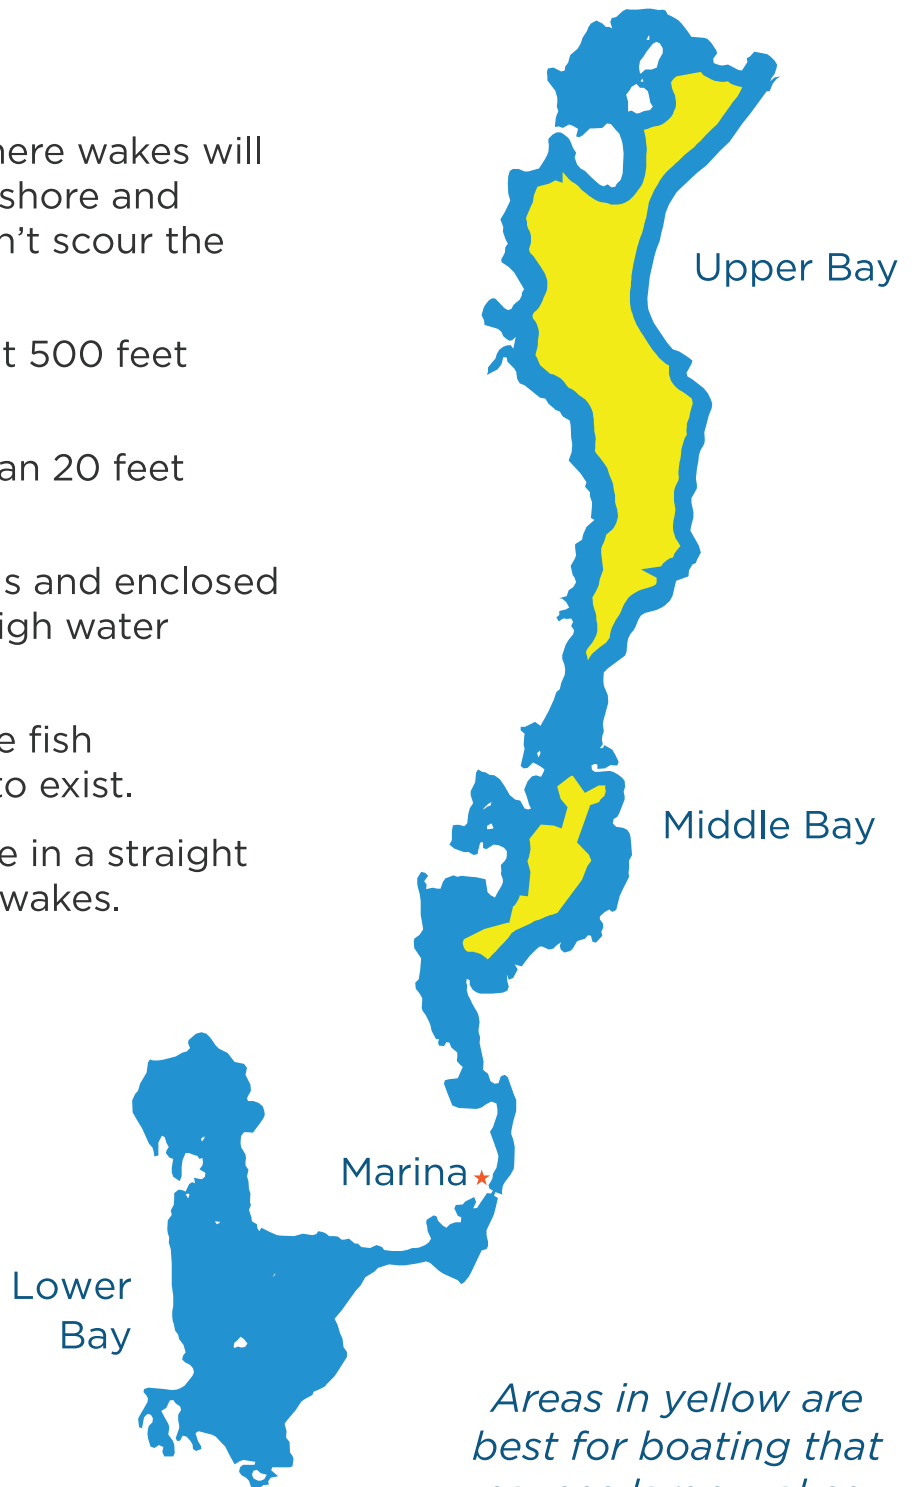 here wakes will
shore and
n't scour the
t 500 feet
an 20 feet
s and enclosed
igh water
e fish
to exist.
e in a straight
wakes.
Upper Bay
Middle Bay
Marina
Lower
Bay
Areas in yellow are
best for boating that